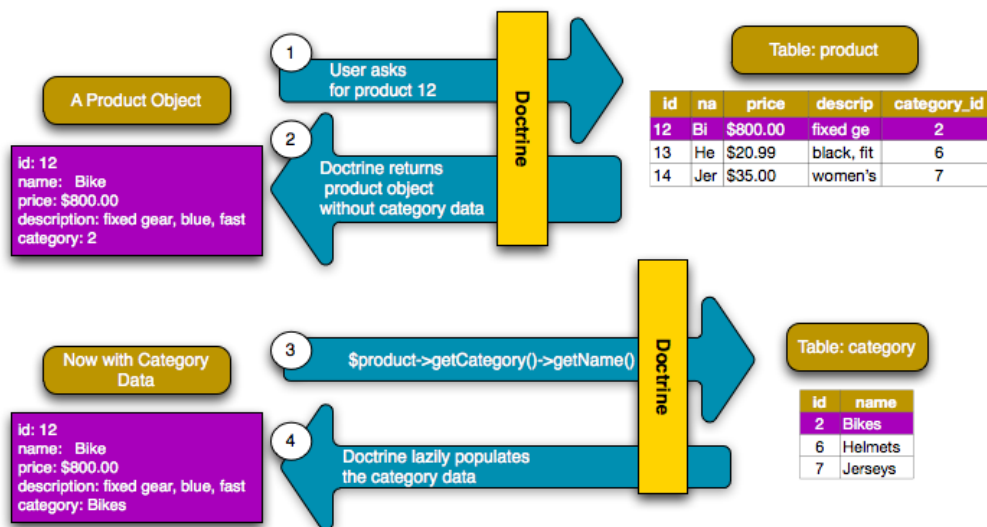 1
User asks
for product 12
Doctrine
Table: product
A Product Object
id na price descrip category_id
12 Bi $800.00 fixed ge 2
13 He $20.99 black, fit 6
14 Jer $35.00 women's 7
2
Doctrine returns
product object
without category data
id: 12
name: Bike
price: $800.00
description: fixed gear, blue, fast
category: 2
3
$product->getCategory()->getName()
Doctrine
Table: category
Now with Category
Data
id name
2 Bikes
6 Helmets
7 Jerseys
4
Doctrine lazily populates
the category data
id: 12
name: Bike
price: $800.00
description: fixed gear, blue, fast
category: Bikes